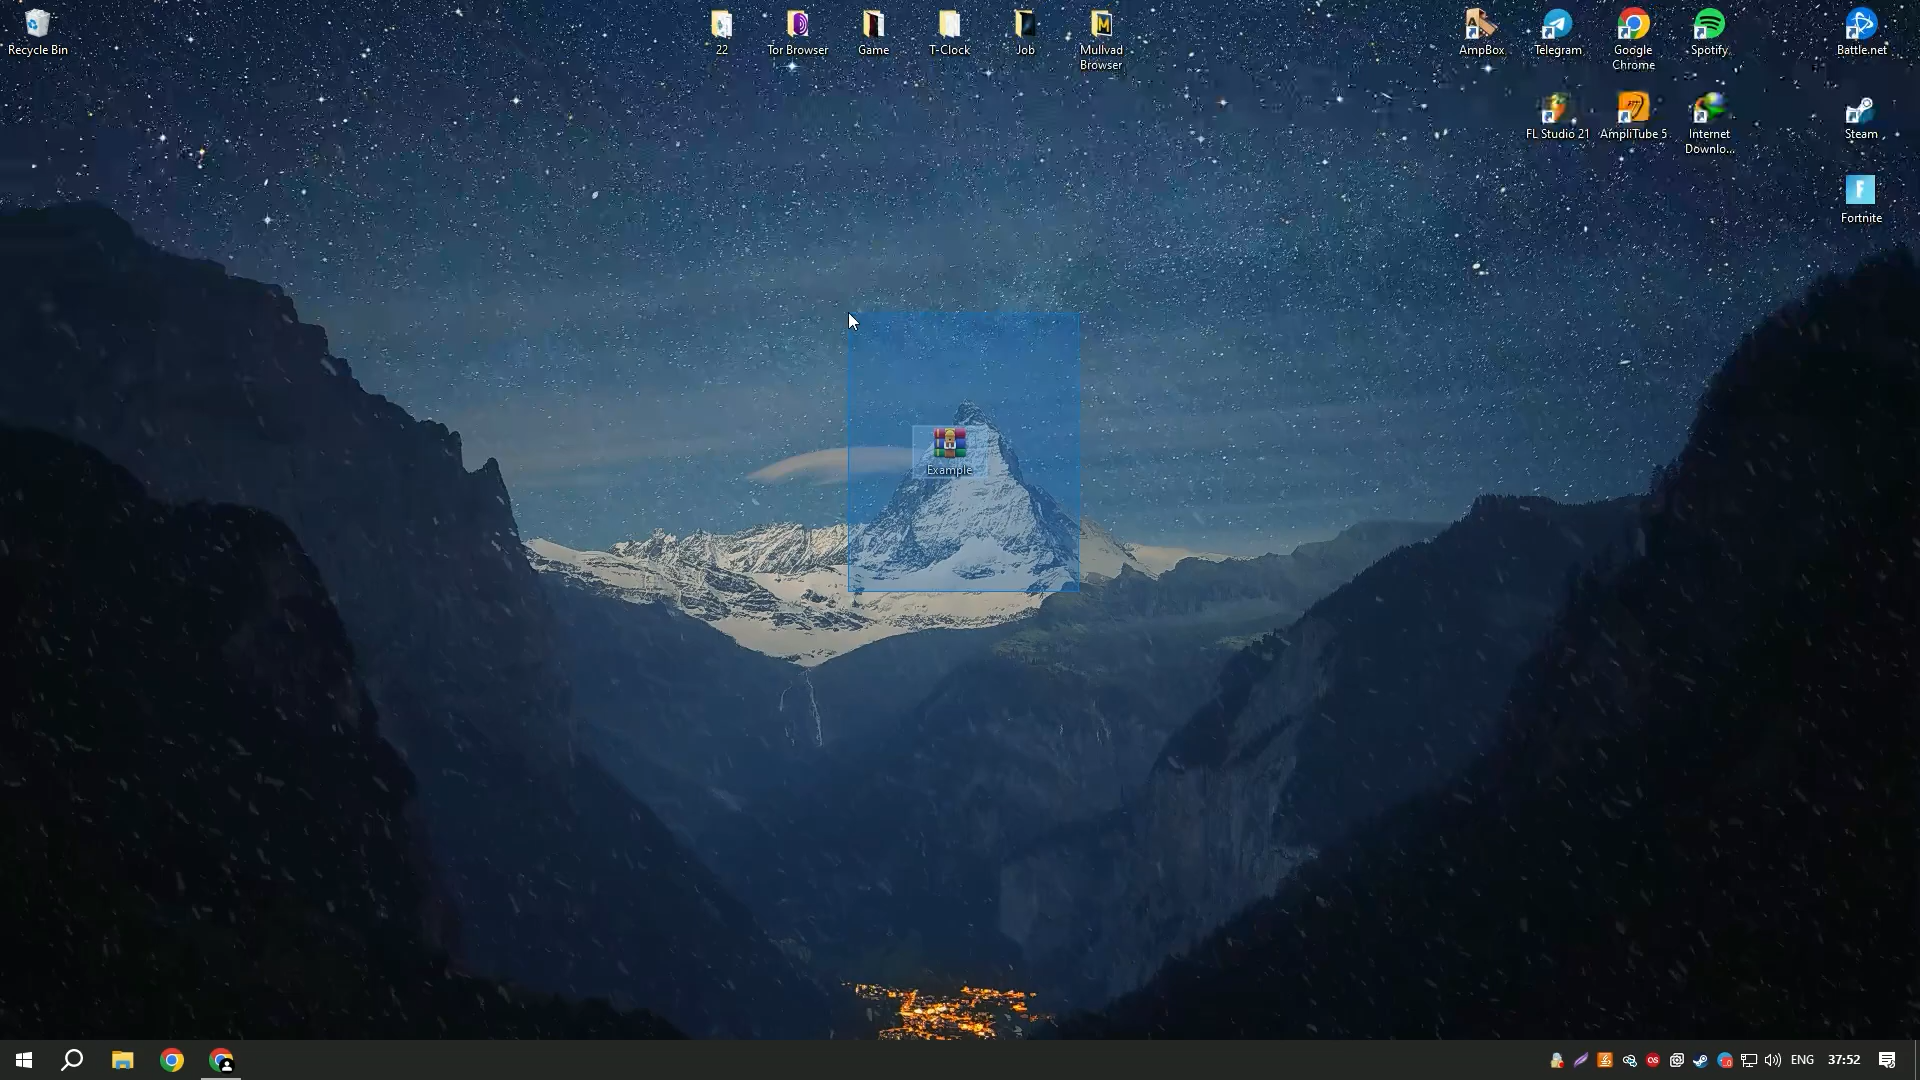 Recycle Bin
22
Tor Browser
Game
T-Clock
Job
Mullvad
Browser
AmpBox
Telegram
Google
Chrome
Spotify
Battle.net
FL Studio 21
AmpliTube 5
Internet
Downlo...
Steam
Fortnite
Example
ENG
37:52